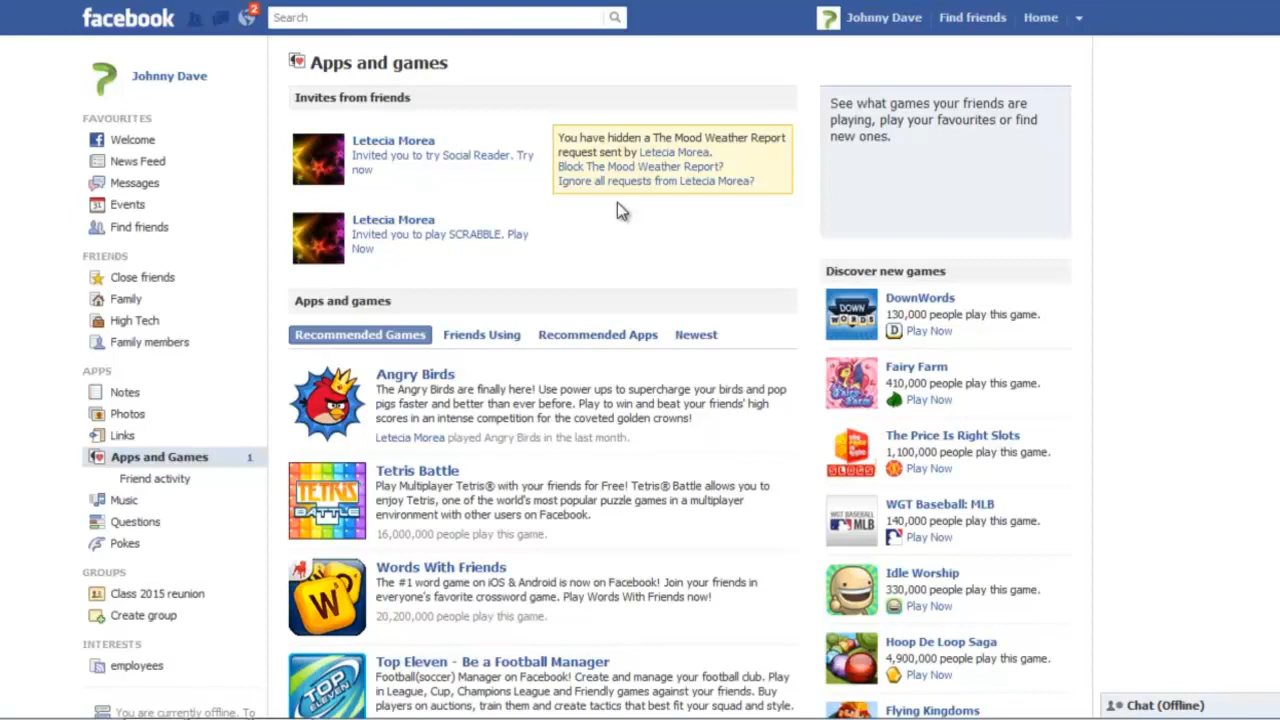 facebook
2
Search
Johnny Dave
Find friends
Home
Johnny Dave
FAVOURITES
Welcome
News Feed
Messages
31
Events
Find friends
FRIENDS
Close friends
Family
High Tech
Family members
APPS
Notes
Photos
Links
Apps and Games 1
Friend activity
Music
Questions
Pokes
GROUPS
Class 2015 reunion
Create group
INTERESTS
employees
You are currently offline. To
Apps and games
Invites from friends
Letecia Morea
Invited you to try Social Reader. Try
now
You have hidden a The Mood Weather Report
request sent by Letecia Morea.
Block The Mood Weather Report?
Ignore all requests from Letecia Morea?
Letecia Morea
Invited you to play SCRABBLE. Play
Now
Apps and games
Recommended Games
Friends Using
Recommended Apps
Newest
Angry Birds
The Angry Birds are finally here! Use power ups to supercharge your birds and pop
pigs faster and better than ever before. Play to win and beat your friends' high
scores in an intense competition for the coveted golden crowns!
Letecia Morea played Angry Birds in the last month.
TETRIS
BATTLE
Tetris Battle
Play Multiplayer Tetris® with your friends for Free! Tetris® Battle allows you to
enjoy Tetris, one of the world's most popular puzzle games in a multiplayer
environment with other users on Facebook.
16,000,000 people play this game.
W
Words With Friends
The #1 word game on iOS & Android is now on Facebook! Join your friends in
everyone's favorite crossword game. Play Words With Friends now!
20,200,000 people play this game.
TOP
ELEVEN
Top Eleven - Be a Football Manager
Football(soccer) Manager on Facebook! Create and manage your football club. Play
in League, Cup, Champions League and Friendly games against your friends. Buy
players on auctions, train them and create tactics that best fit your squad and style.
See what games your friends are
playing, play your favourites or find
new ones.
Discover new games
DOWN
WORDS
DownWords
130,000 people play this game.
D
Play Now
Fairy Farm
Fairy Farm
410,000 people play this game.
Play Now
SLOTS
The Price Is Right Slots
1,100,000 people play this game.
Play Now
WGT BASEBALL
MLB
WGT Baseball: MLB
140,000 people play this game.
Play Now
Idle Worship
330,000 people play this game.
Play Now
Hoop De Loop Saga
4,900,000 people play this game.
Play Now
Flying Kingdoms
Chat (Offline)